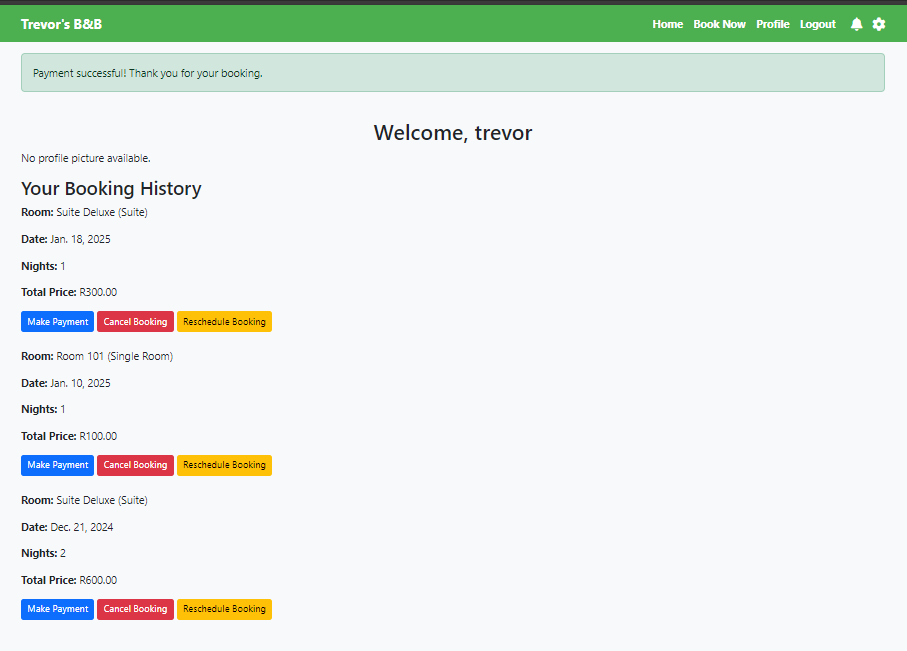 Trevor's B&B
Home Book Now Profile Logout
Payment successful! Thank you for your booking.
Welcome, trevor
No profile picture available.
Your Booking History
Room: Suite Deluxe (Suite)
Date: Jan. 18, 2025
Nights: 1
Total Price: R300.00
Make Payment Cancel Booking Reschedule Booking
Room: Room 101 (Single Room)
Date: Jan. 10, 2025
Nights: 1
Total Price: R100.00
Make Payment Cancel Booking Reschedule Booking
Room: Suite Deluxe (Suite)
Date: Dec. 21, 2024
Nights: 2
Total Price: R600.00
Make Payment Cancel Booking Reschedule Booking